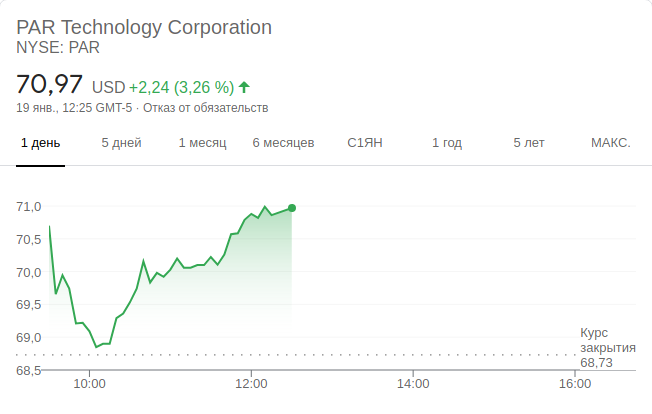 PAR Technology Corporation
NYSE: PAR
70,97 USD +2,24 (3,26 %)
19 янв., 12:25 GMT-5 · Отказ от обязательств
1 день 5 дней 1 месяц 6 месяцев С1ЯН 1 год 5 лет МАКС.
71,0
70,5
70,0
69,5
69,0
68,5
Курс
закрытия
68,73
10:00 12:00 14:00 16:00